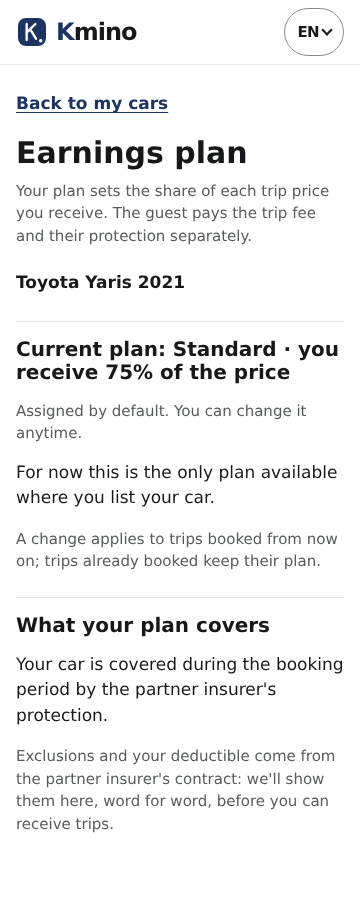 Kmino
EN
Back to my cars
Earnings plan
Your plan sets the share of each trip price
you receive. The guest pays the trip fee
and their protection separately.
Toyota Yaris 2021
Current plan: Standard · you
receive 75% of the price
Assigned by default. You can change it
anytime.
For now this is the only plan available
where you list your car.
A change applies to trips booked from now
on; trips already booked keep their plan.
What your plan covers
Your car is covered during the booking
period by the partner insurer's
protection.
Exclusions and your deductible come from
the partner insurer's contract: we'll show
them here, word for word, before you can
receive trips.